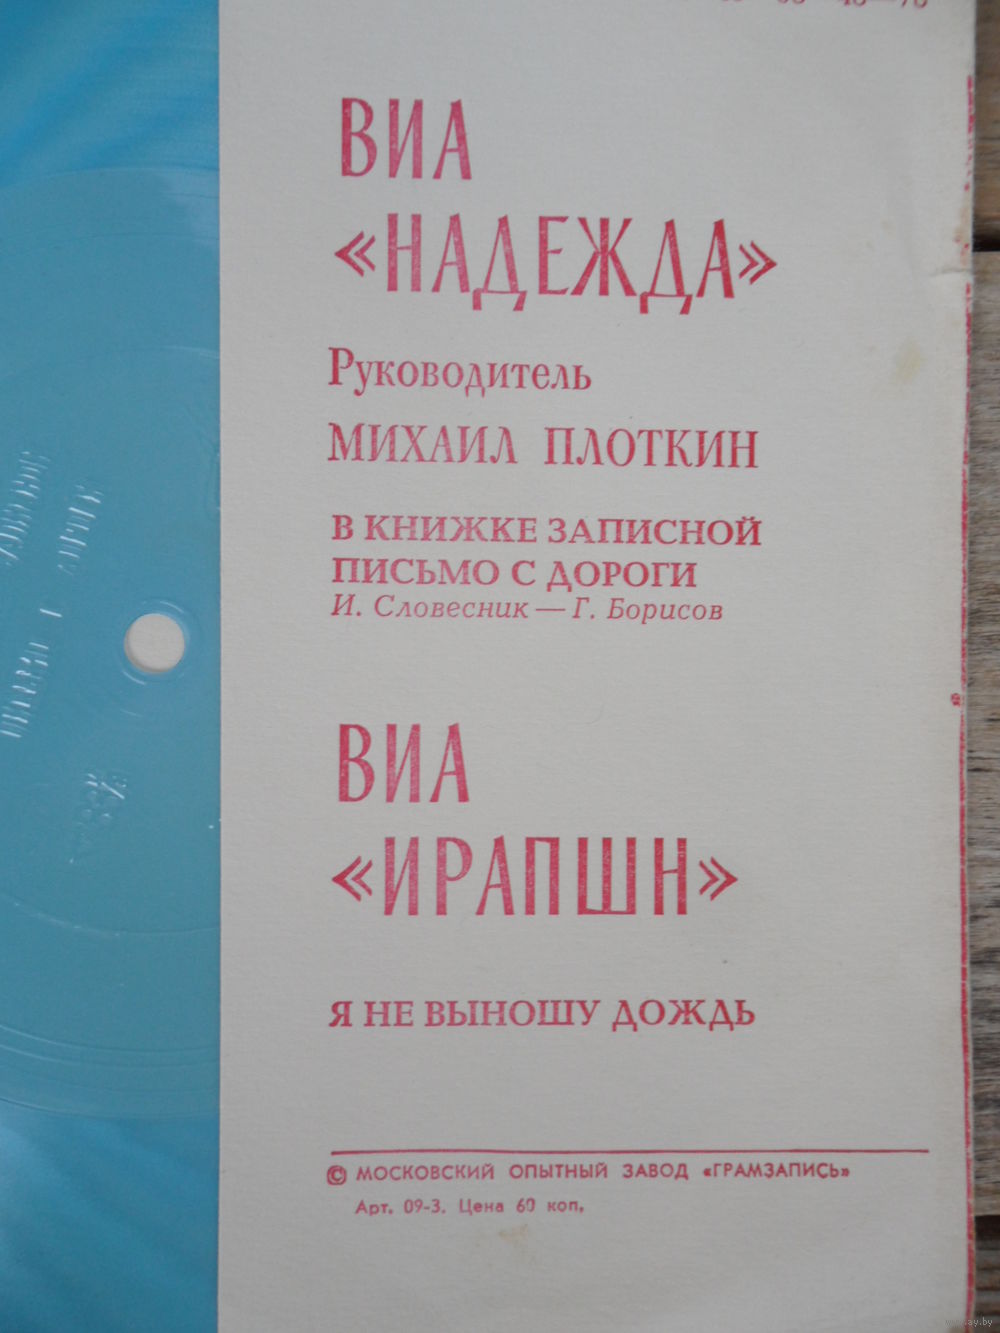 ВИА
«НАДЕЖДА»
Руководитель
МИХАИЛ ПЛОТКИН
В КНИЖКЕ ЗАПИСНОЙ
ПИСЬМО С ДОРОГИ
И. Словесник — Г. Борисов
ВИА
«ИРАПШН»
Я НЕ ВЫНОШУ ДОЖДЬ
© МОСКОВСКИЙ ОПЫТНЫЙ ЗАВОД «ГРАМЗАПИСЬ»
Арт. 09-3. Цена 60 коп.